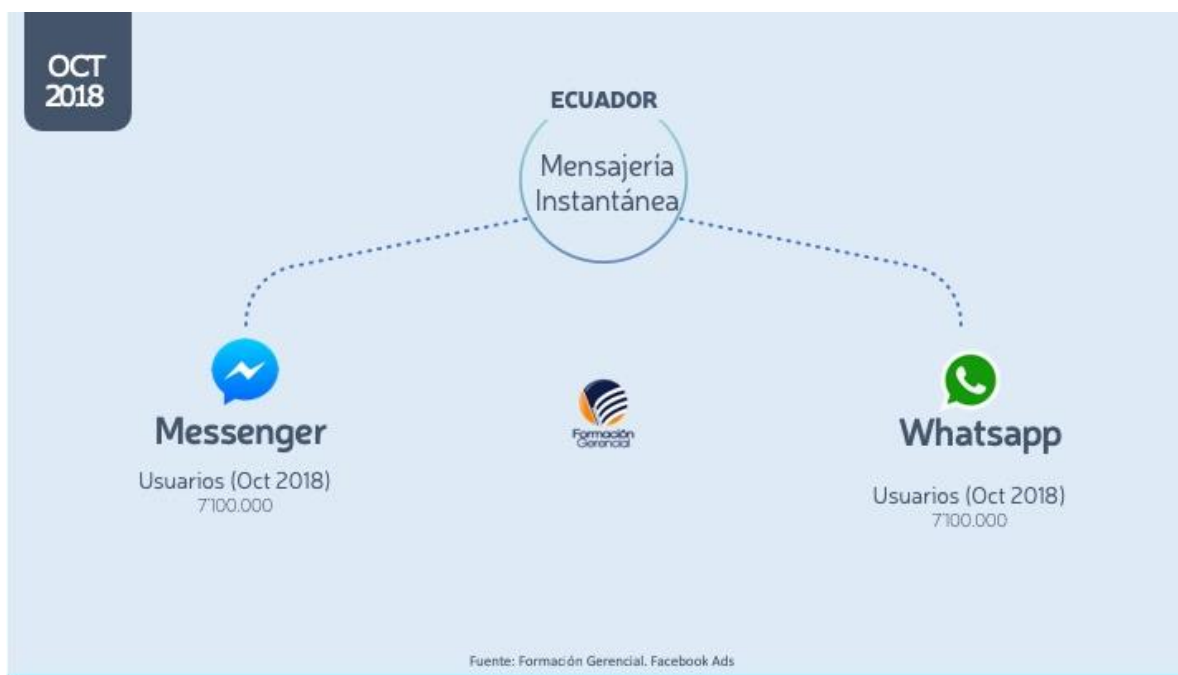 OCT
2018
ECUADOR
Mensajería
Instantánea
Messenger
Usuarios (Oct 2018)
7'100.000
Formación
Gerencial
Whatsapp
Usuarios (Oct 2018)
7'100.000
Fuente: Formación Gerencial. Facebook Ads